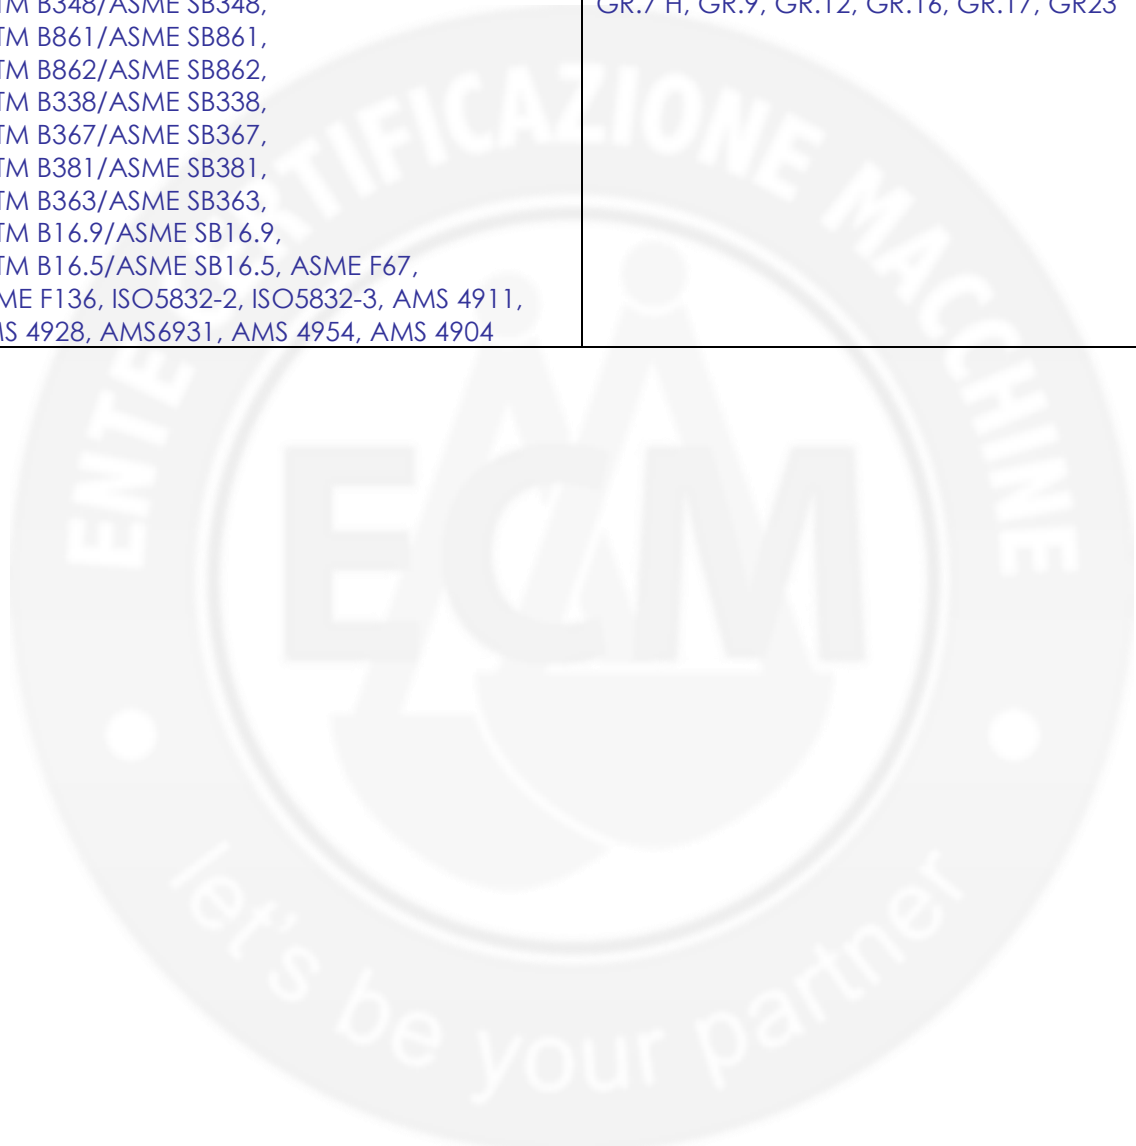 TM B348/ASME SB348,
GR.7 H, GR.9, GR.12, GR.16, GR.17, GR23
TM B861/ASME SB861,
TM B862/ASME SB862,
TM B338/ASME SB338,
TM B367/ASME SB367,
TM B381/ASME SB381,
TM B363/ASME SB363,
TM B16.9/ASME SB16.9,
TM B16.5/ASME SB16.5, ASME F67,
ME F136, ISO5832-2, ISO5832-3, AMS 4911,
MS 4928, AMS6931, AMS 4954, AMS 4904
ENTE CERTIFICAZIONE MACCHINE
ECM
let's be your partner